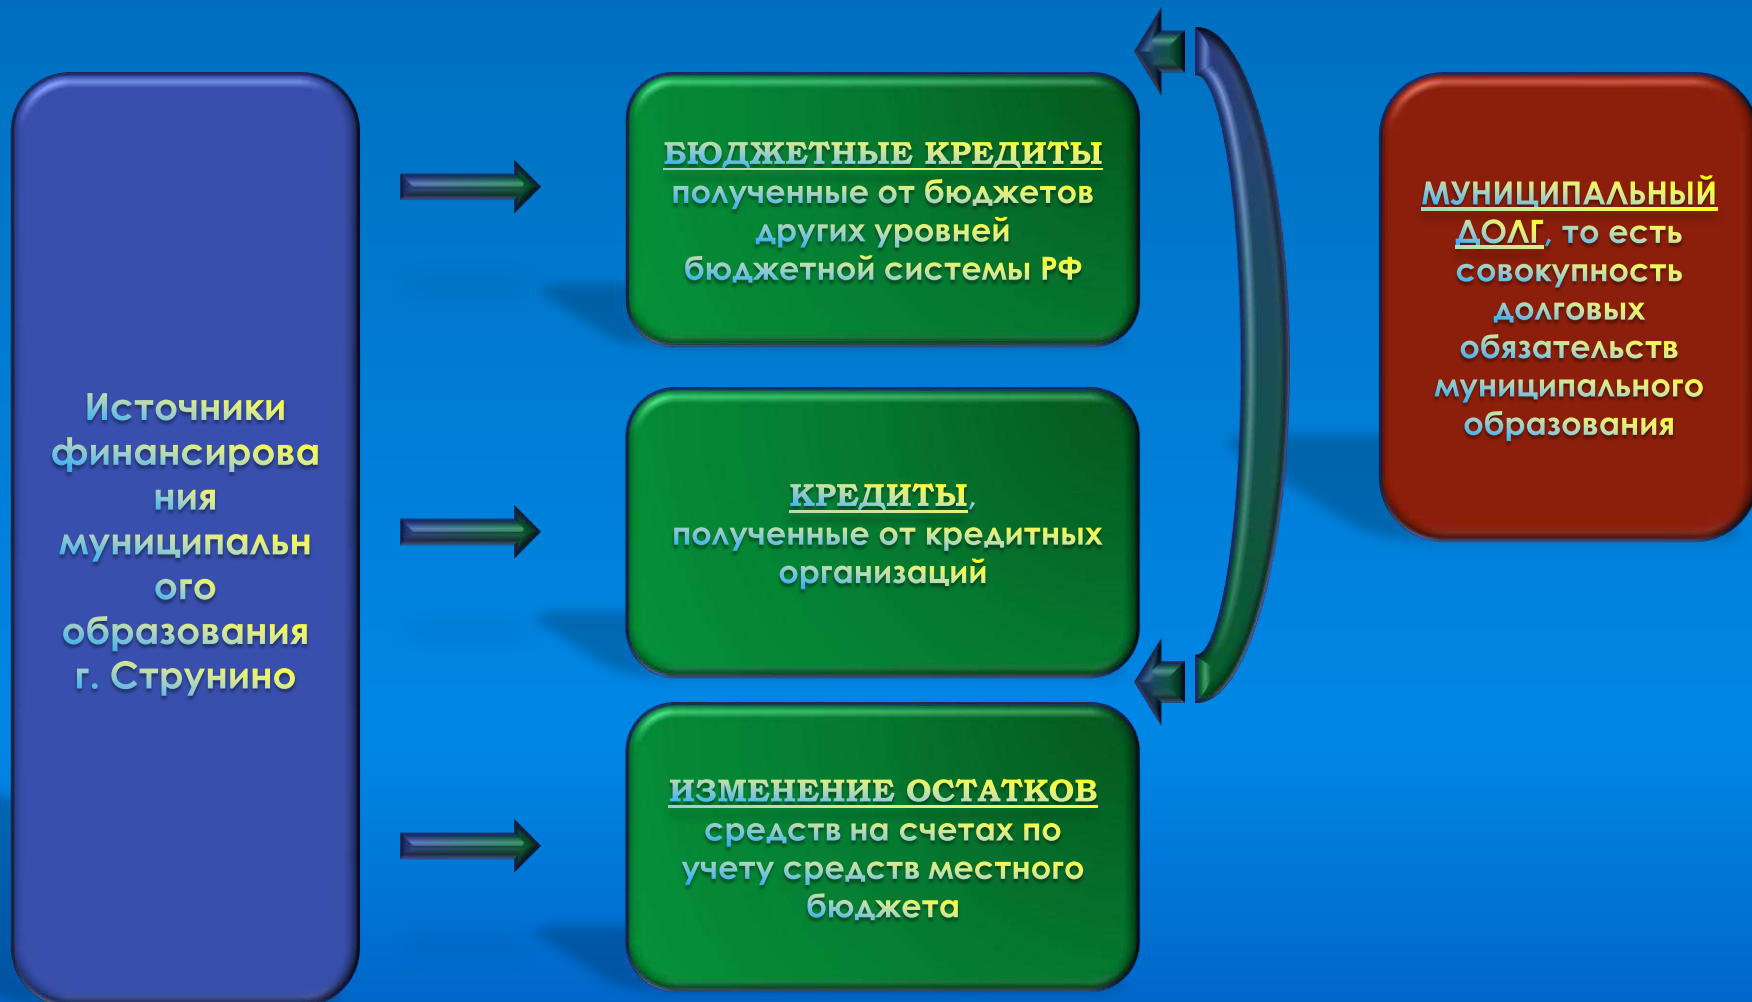 Источники
финансирова
ния
муниципальн
ого
образования
г. Струнино
БЮДЖЕТНЫЕ КРЕДИТЫ
полученные от бюджетов
других уровней
бюджетной системы РФ
КРЕДИТЫ,
полученные от кредитных
организаций
ИЗМЕНЕНИЕ ОСТАТКОВ
средств на счетах по
учету средств местного
бюджета
МУНИЦИПАЛЬНЫЙ
ДОЛГ, то есть
совокупность
долговых
обязательств
муниципального
образования